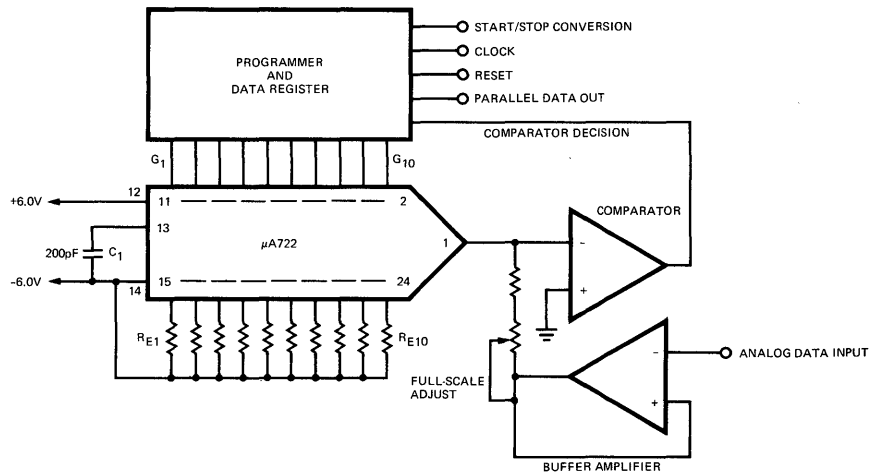 START/STOP CONVERSION
CLOCK
RESET
PARALLEL DATA OUT
PROGRAMMER
AND
DATA REGISTER
COMPARATOR DECISION
G1
G10
+6.0V
12
11
2
COMPARATOR
13
200pF
C1
μA722
1
-
+
-6.0V
15
24
14
RE1
RE10
FULL-SCALE
ADJUST
-
+
ANALOG DATA INPUT
BUFFER AMPLIFIER